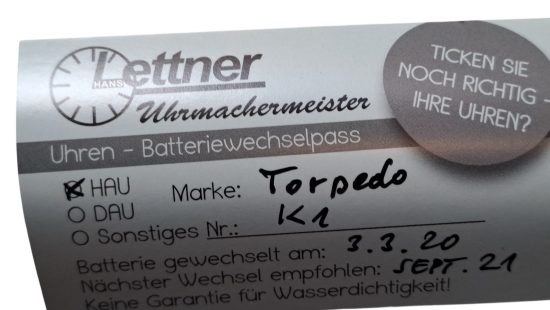 Lettner
HANS
Uhrmachermeister
TICKEN SIE
NOCH RICHTIG -
IHRE UHREN?
Uhren - Batteriewechselpass
HAU
Marke: Torpedo
DAU
K1
Sonstiges Nr.:
Batterie gewechselt am: 3.3.20
Nächster Wechsel empfohlen: SEPT. 21
Keine Garantie für Wasserdichtigkeit!